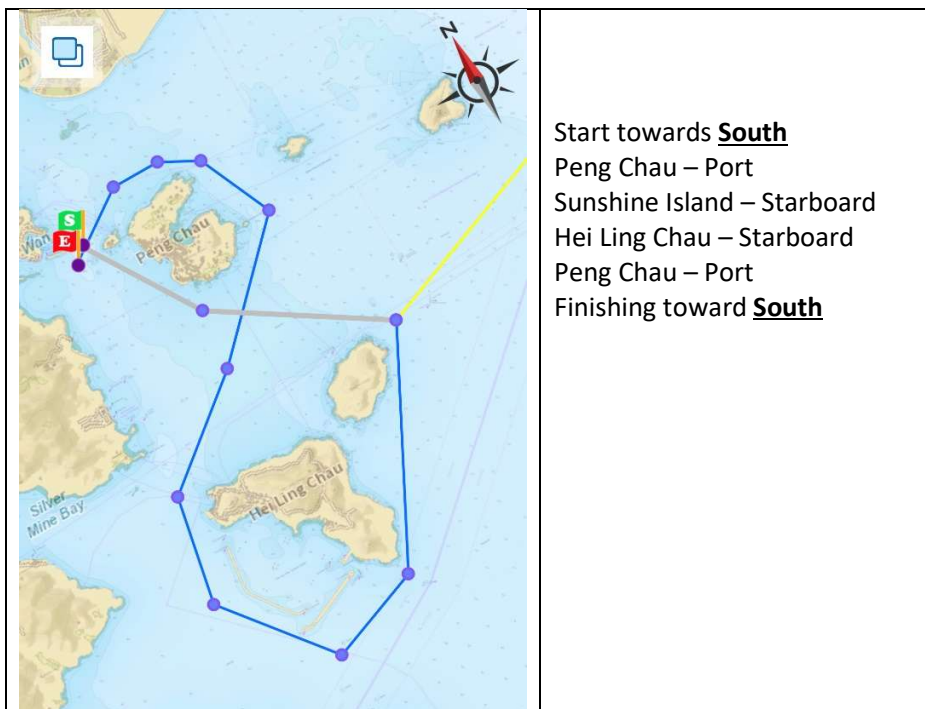 N
S
E
Wan
Peng Chau
Hei Ling Chau
Silver
Mine Bay
Start towards South
Peng Chau – Port
Sunshine Island – Starboard
Hei Ling Chau – Starboard
Peng Chau – Port
Finishing toward South